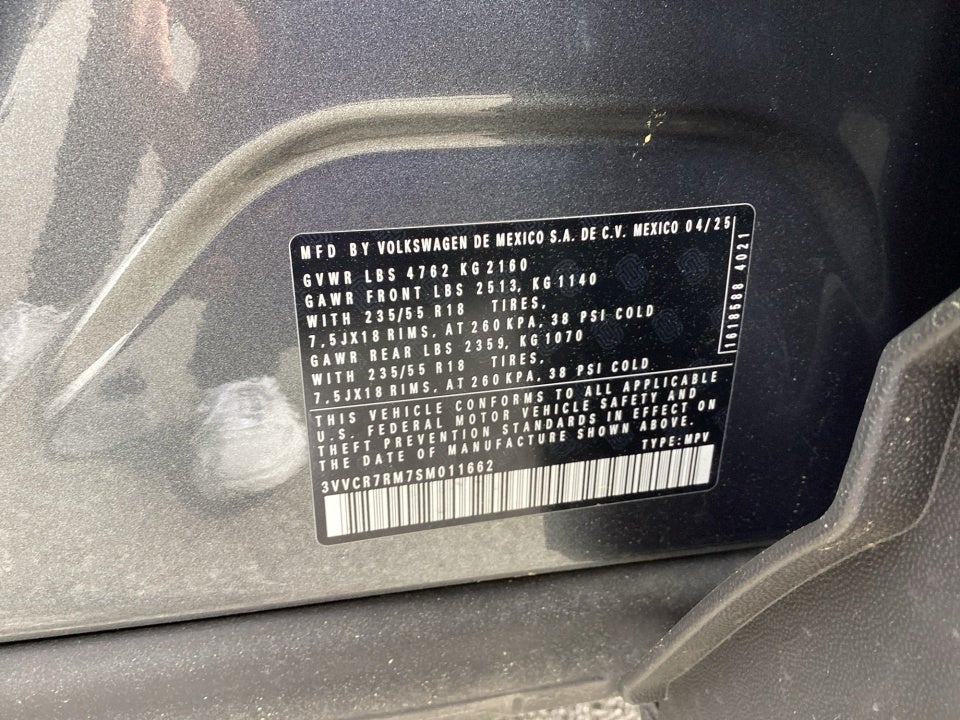 MFD BY VOLKSWAGEN DE MEXICO S.A. DE C.V. MEXICO 04/25
GVWR LBS 4762 KG 2160
GAWR FRONT LBS 2513, KG 1140
WITH 235/55 R18 TIRES,
7,5JX18 RIMS, AT 260 KPA, 38 PSI COLD
GAWR REAR LBS 2359, KG 1070
WITH 235/55 R18 TIRES,
7,5JX18 RIMS, AT 260 KPA, 38 PSI COLD
1618588 4021
THIS VEHICLE CONFORMS TO ALL APPLICABLE
U.S. FEDERAL MOTOR VEHICLE SAFETY AND
THEFT PREVENTION STANDARDS IN EFFECT ON
THE DATE OF MANUFACTURE SHOWN ABOVE.
TYPE: MPV
3VVCR7RM7SM011662